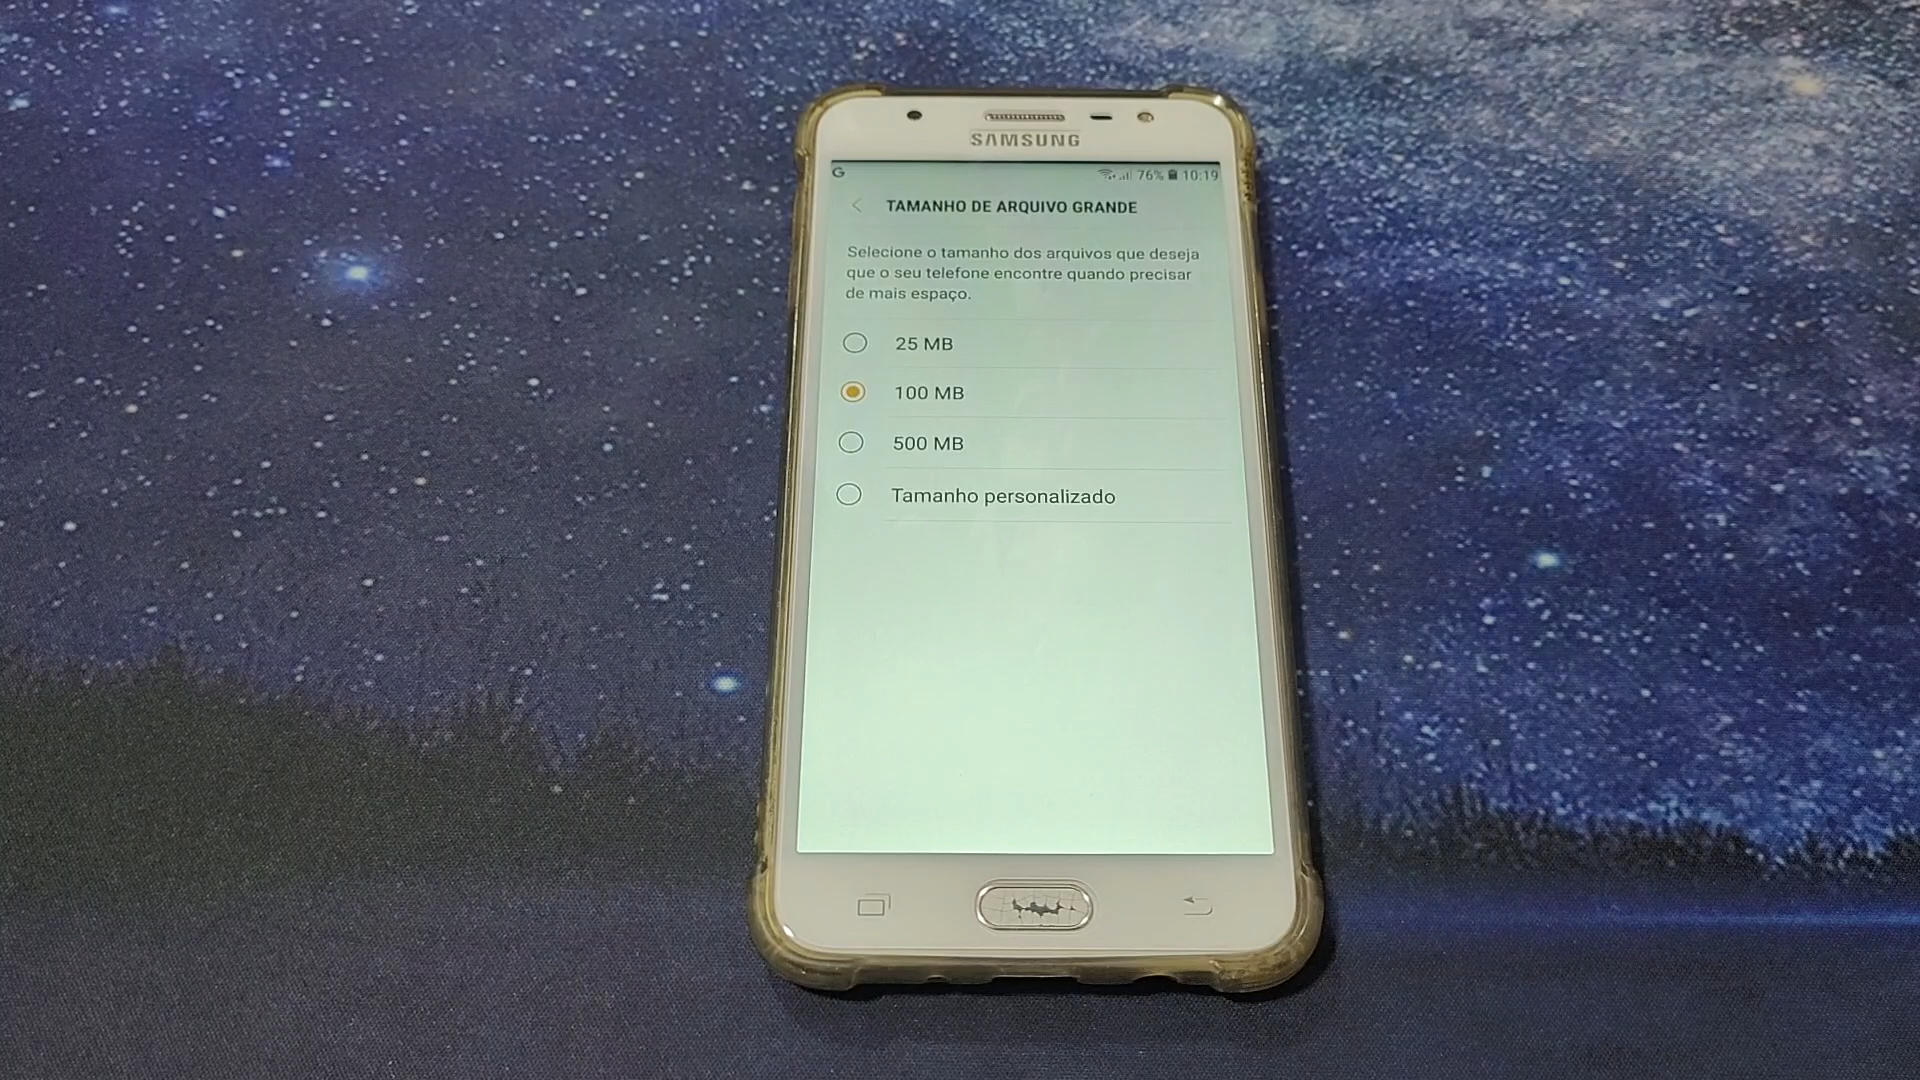 SAMSUNG
G 76% 10:19
TAMANHO DE ARQUIVO GRANDE
Selecione o tamanho dos arquivos que deseja
que o seu telefone encontre quando precisar
de mais espaço.
25 MB
100 MB
500 MB
Tamanho personalizado